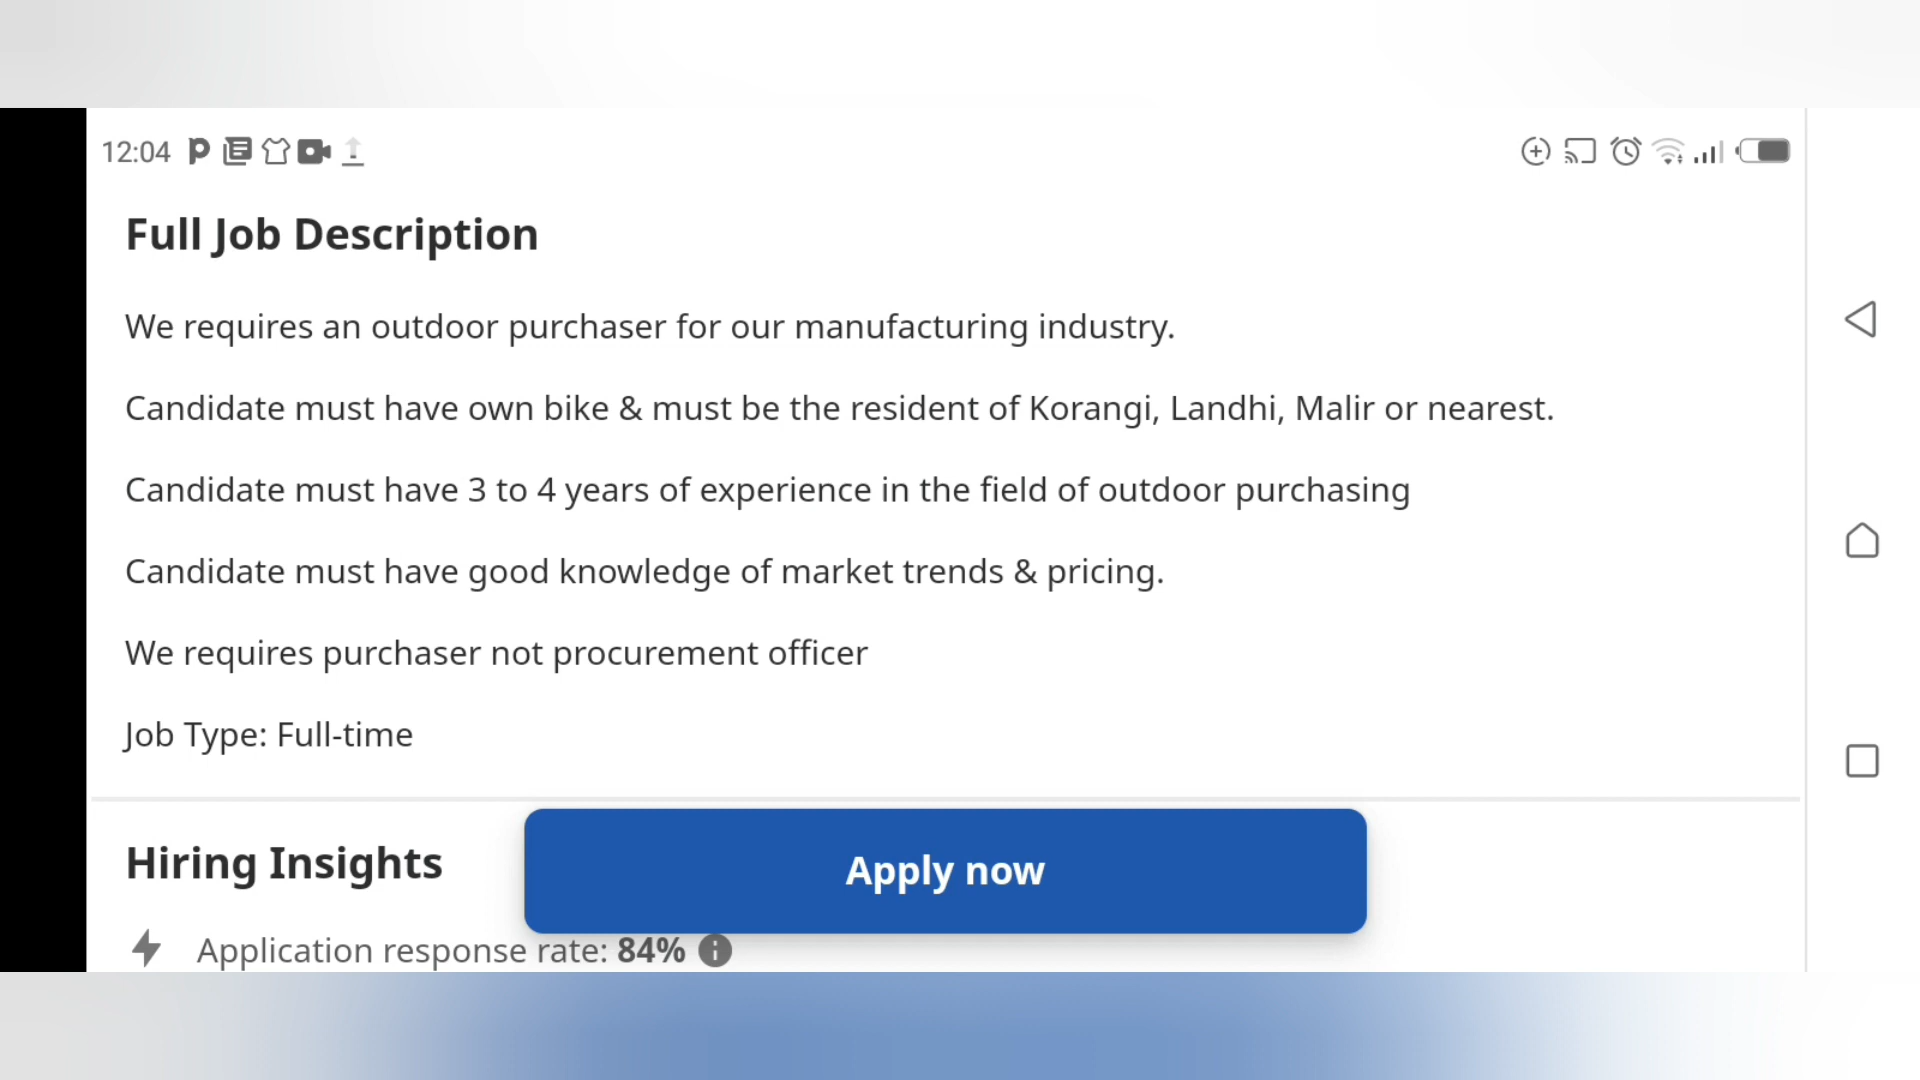 12:04
Full Job Description
We requires an outdoor purchaser for our manufacturing industry.
Candidate must have own bike & must be the resident of Korangi, Landhi, Malir or nearest.
Candidate must have 3 to 4 years of experience in the field of outdoor purchasing
Candidate must have good knowledge of market trends & pricing.
We requires purchaser not procurement officer
Job Type: Full-time
Hiring Insights
Apply now
Application response rate: 84%